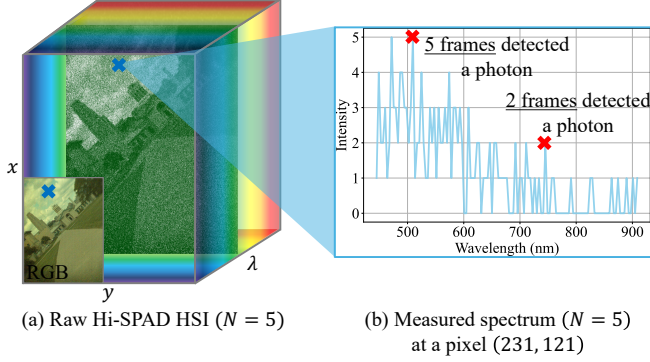 x
RGB
y
λ
(a) Raw Hi-SPAD HSI (N = 5)
5 frames detected
a photon
2 frames detected
a photon
Intensity
5
4
3
2
1
0
500 600 700 800 900
Wavelength (nm)
(b) Measured spectrum (N = 5)
at a pixel (231, 121)